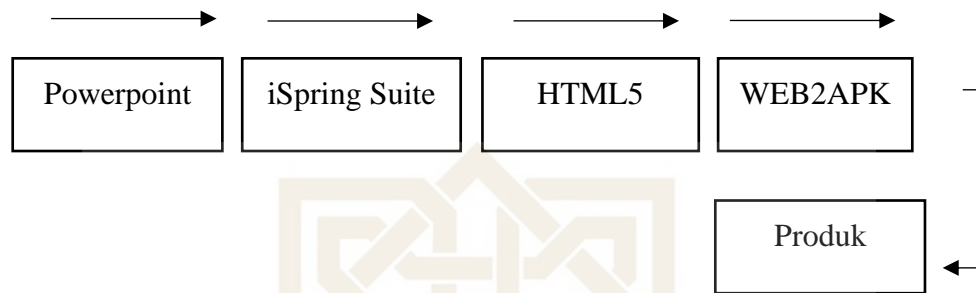 Powerpoint
iSpring Suite
HTML5
WEB2APK
Produk